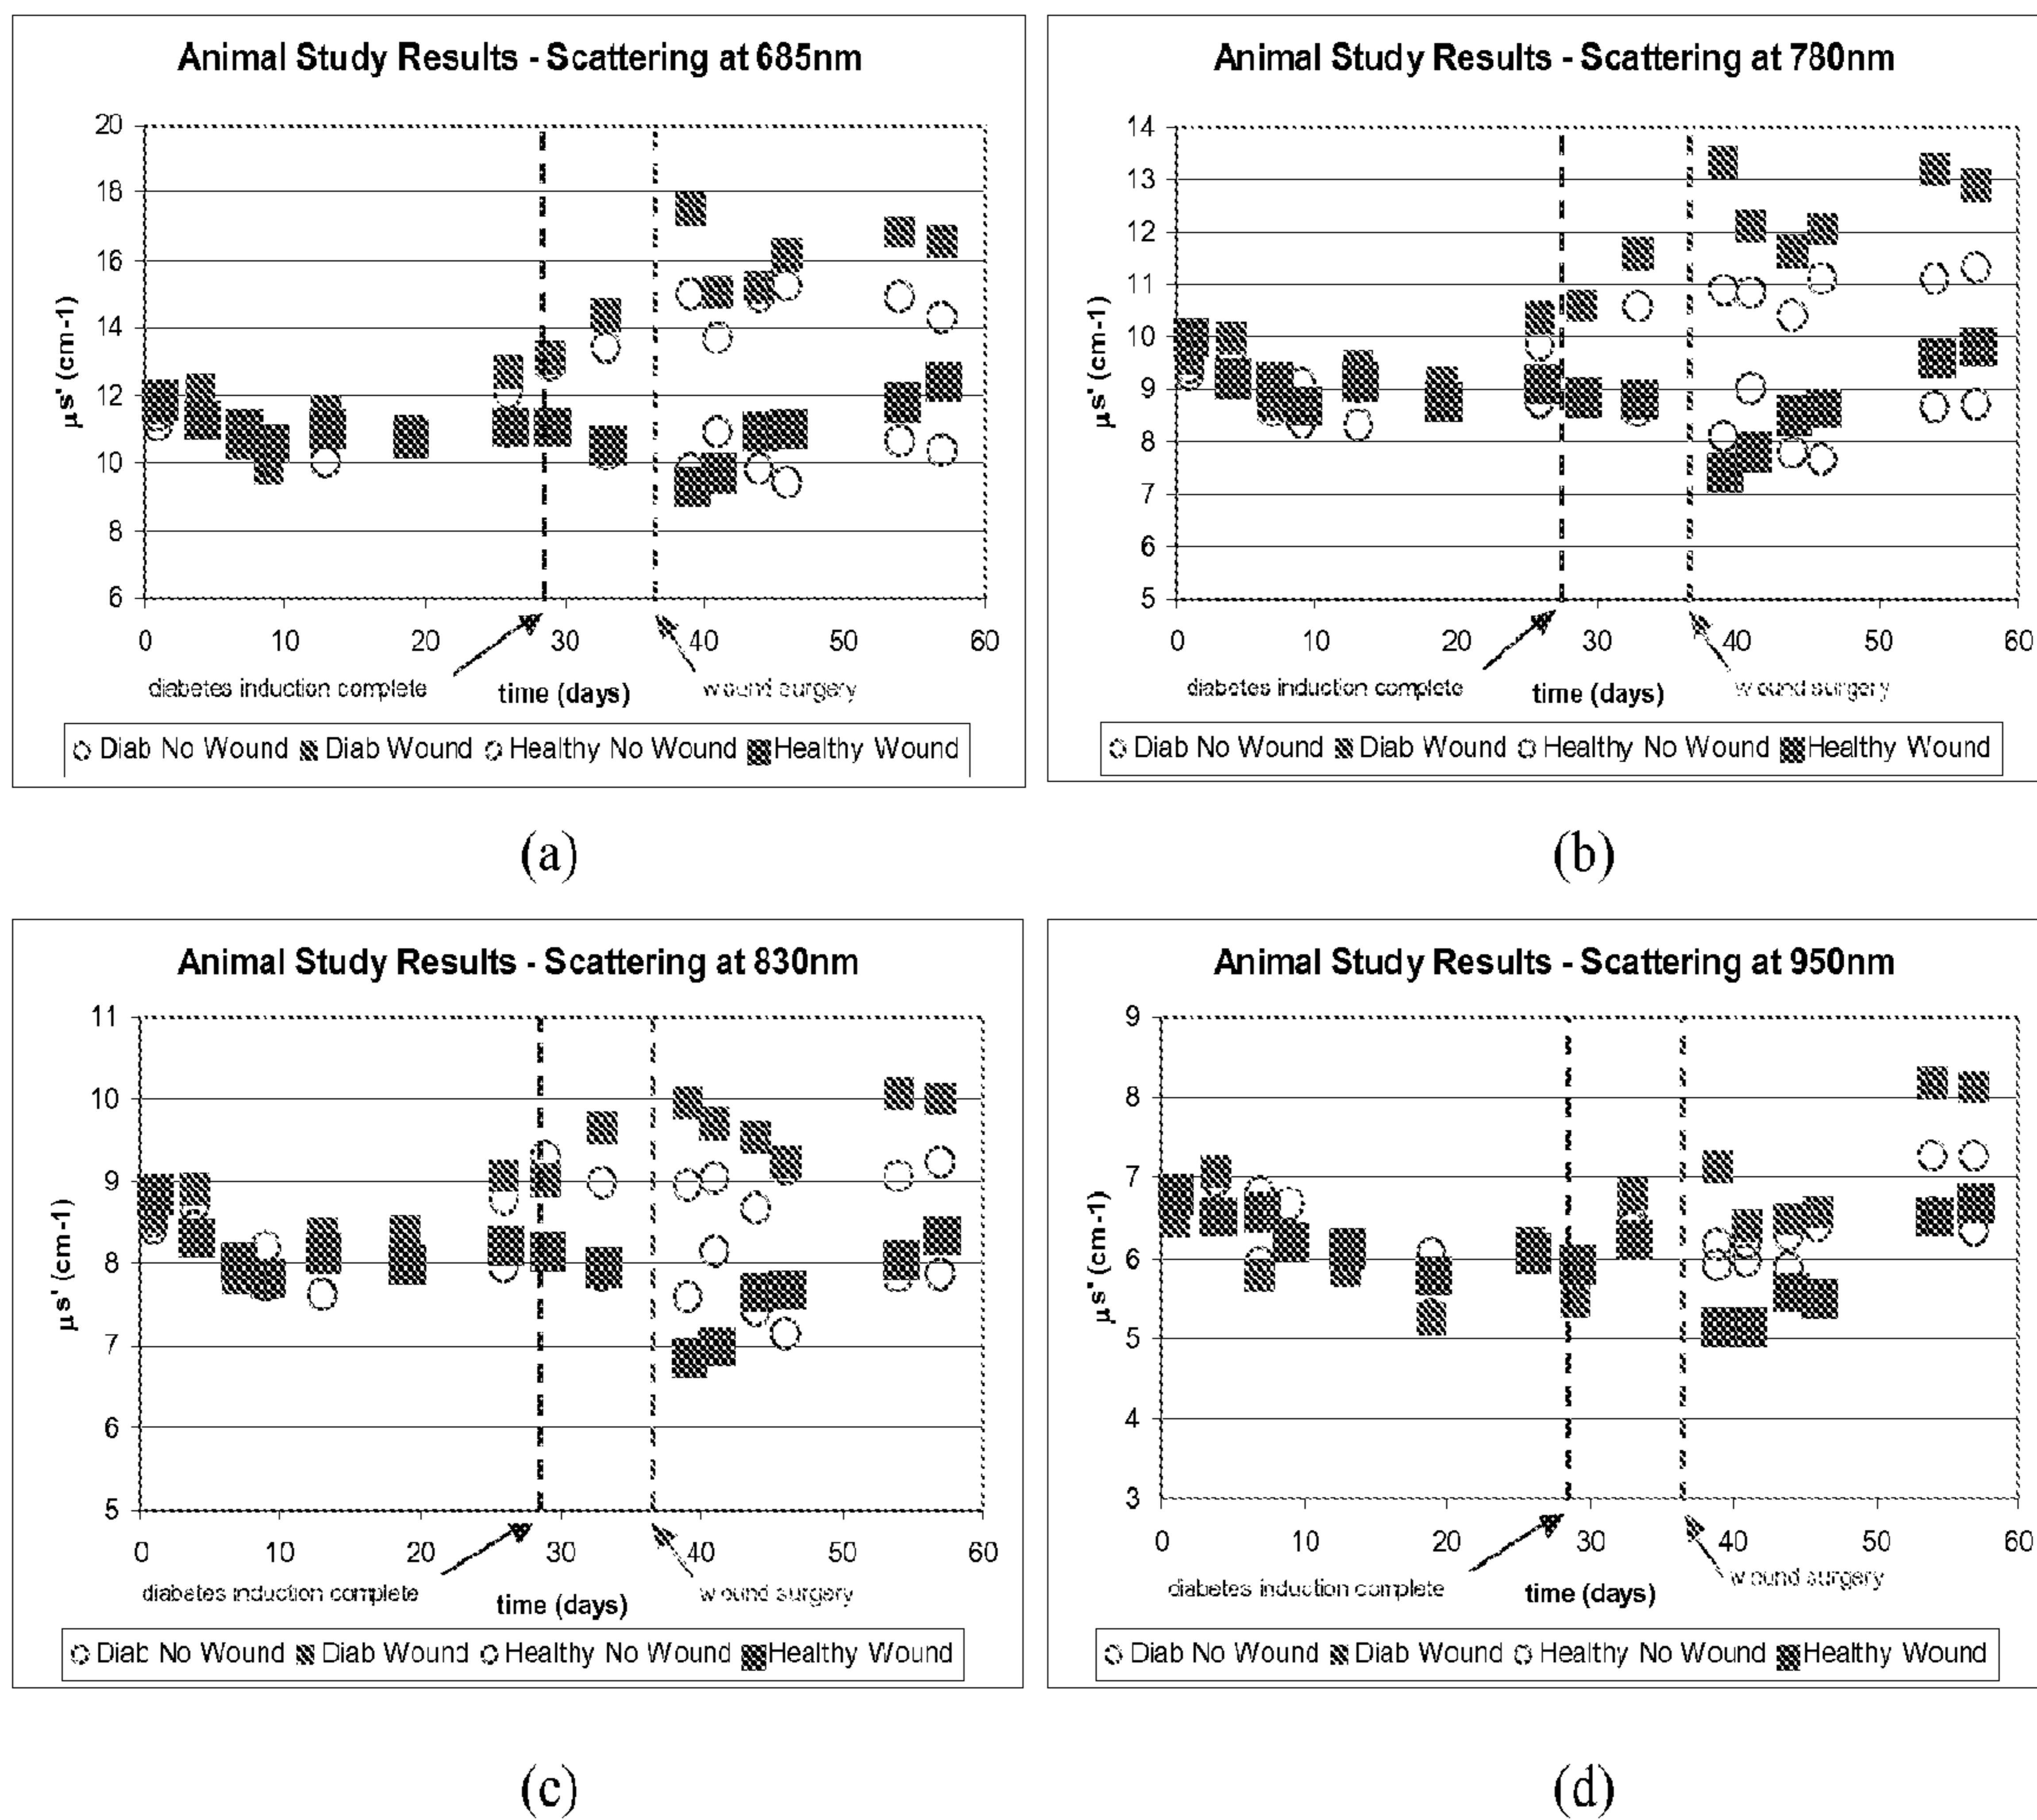 Animal Study Results - Scattering at 685nm
μs' (cm-1)
20
18
16
14
12
10
8
6
0 10 20 30 40 50 60
diabetes induction complete
time (days)
wound surgery
Diab No Wound Diab Wound Healthy No Wound Healthy Wound
(a)
Animal Study Results - Scattering at 780nm
μs' (cm-1)
14
13
12
11
10
9
8
7
6
5
0 10 20 30 40 50 60
diabetes induction complete
time (days)
wound surgery
Diab No Wound Diab Wound Healthy No Wound Healthy Wound
(b)
Animal Study Results - Scattering at 830nm
μs' (cm-1)
11
10
9
8
7
6
5
0 10 20 30 40 50 60
diabetes induction complete
time (days)
wound surgery
Diab No Wound Diab Wound Healthy No Wound Healthy Wound
(c)
Animal Study Results - Scattering at 950nm
μs' (cm-1)
9
8
7
6
5
4
3
0 10 20 30 40 50 60
diabetes induction complete
time (days)
wound surgery
Diab No Wound Diab Wound Healthy No Wound Healthy Wound
(d)